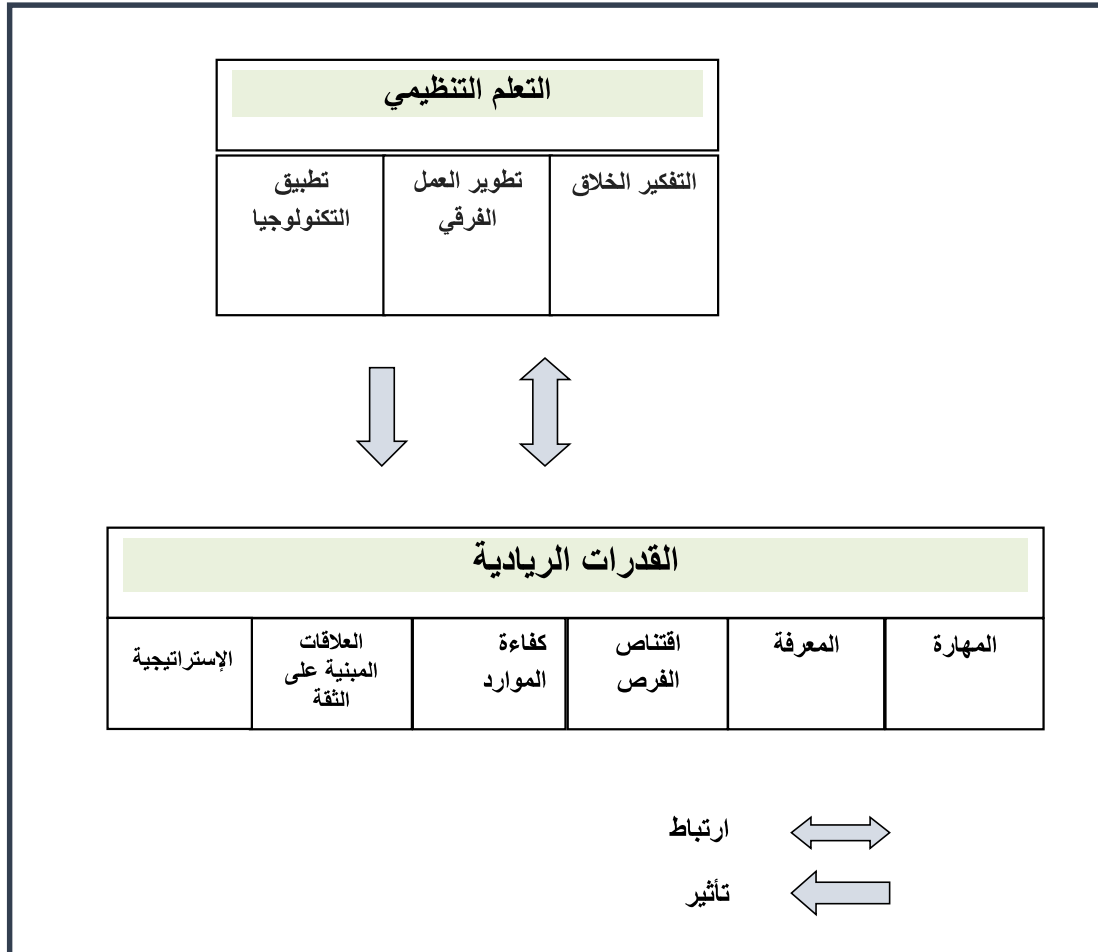 التعلم التنظيمي
التفكير الخلاق
تطوير العمل
الفرقي
تطبيق
التكنولوجيا
القدرات الريادية
المهارة
المعرفة
اقتناص
الفرص
كفاءة
الموارد
العلاقات
المبنية على
الثقة
الإستراتيجية
ارتباط
تأثير